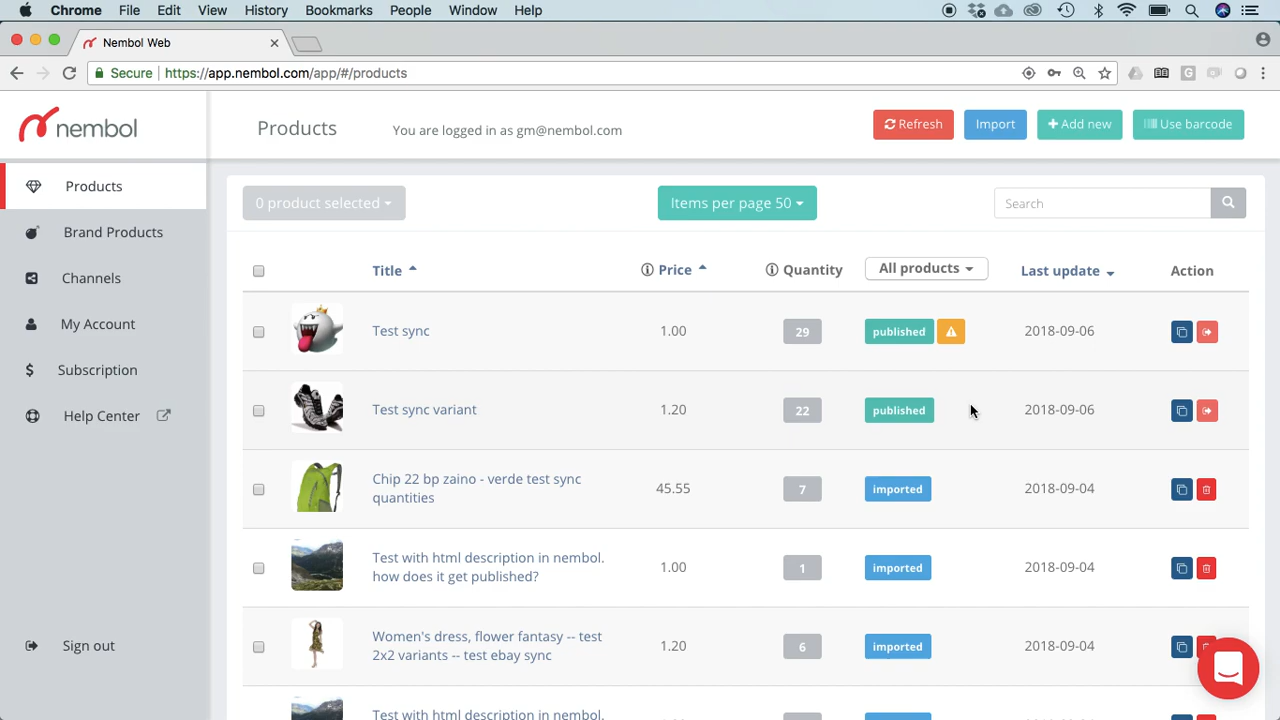 Chrome File Edit View History Bookmarks People Window Help
Nembol Web
Secure https://app.nembol.com/app/#/products
nembol
Products You are logged in as gm@nembol.com
Refresh Import + Add new Use barcode
Products
Brand Products
Channels
My Account
$ Subscription
Help Center
Sign out
0 product selected Items per page 50 Search
Title Price Quantity All products Last update Action
Test sync 1.00 29 published 2018-09-06
Test sync variant 1.20 22 published 2018-09-06
Chip 22 bp zaino - verde test sync
quantities 45.55 7 imported 2018-09-04
Test with html description in nembol.
how does it get published? 1.00 1 imported 2018-09-04
Women's dress, flower fantasy -- test
2x2 variants -- test ebay sync 1.20 6 imported 2018-09-04
Test with html description in nembol.